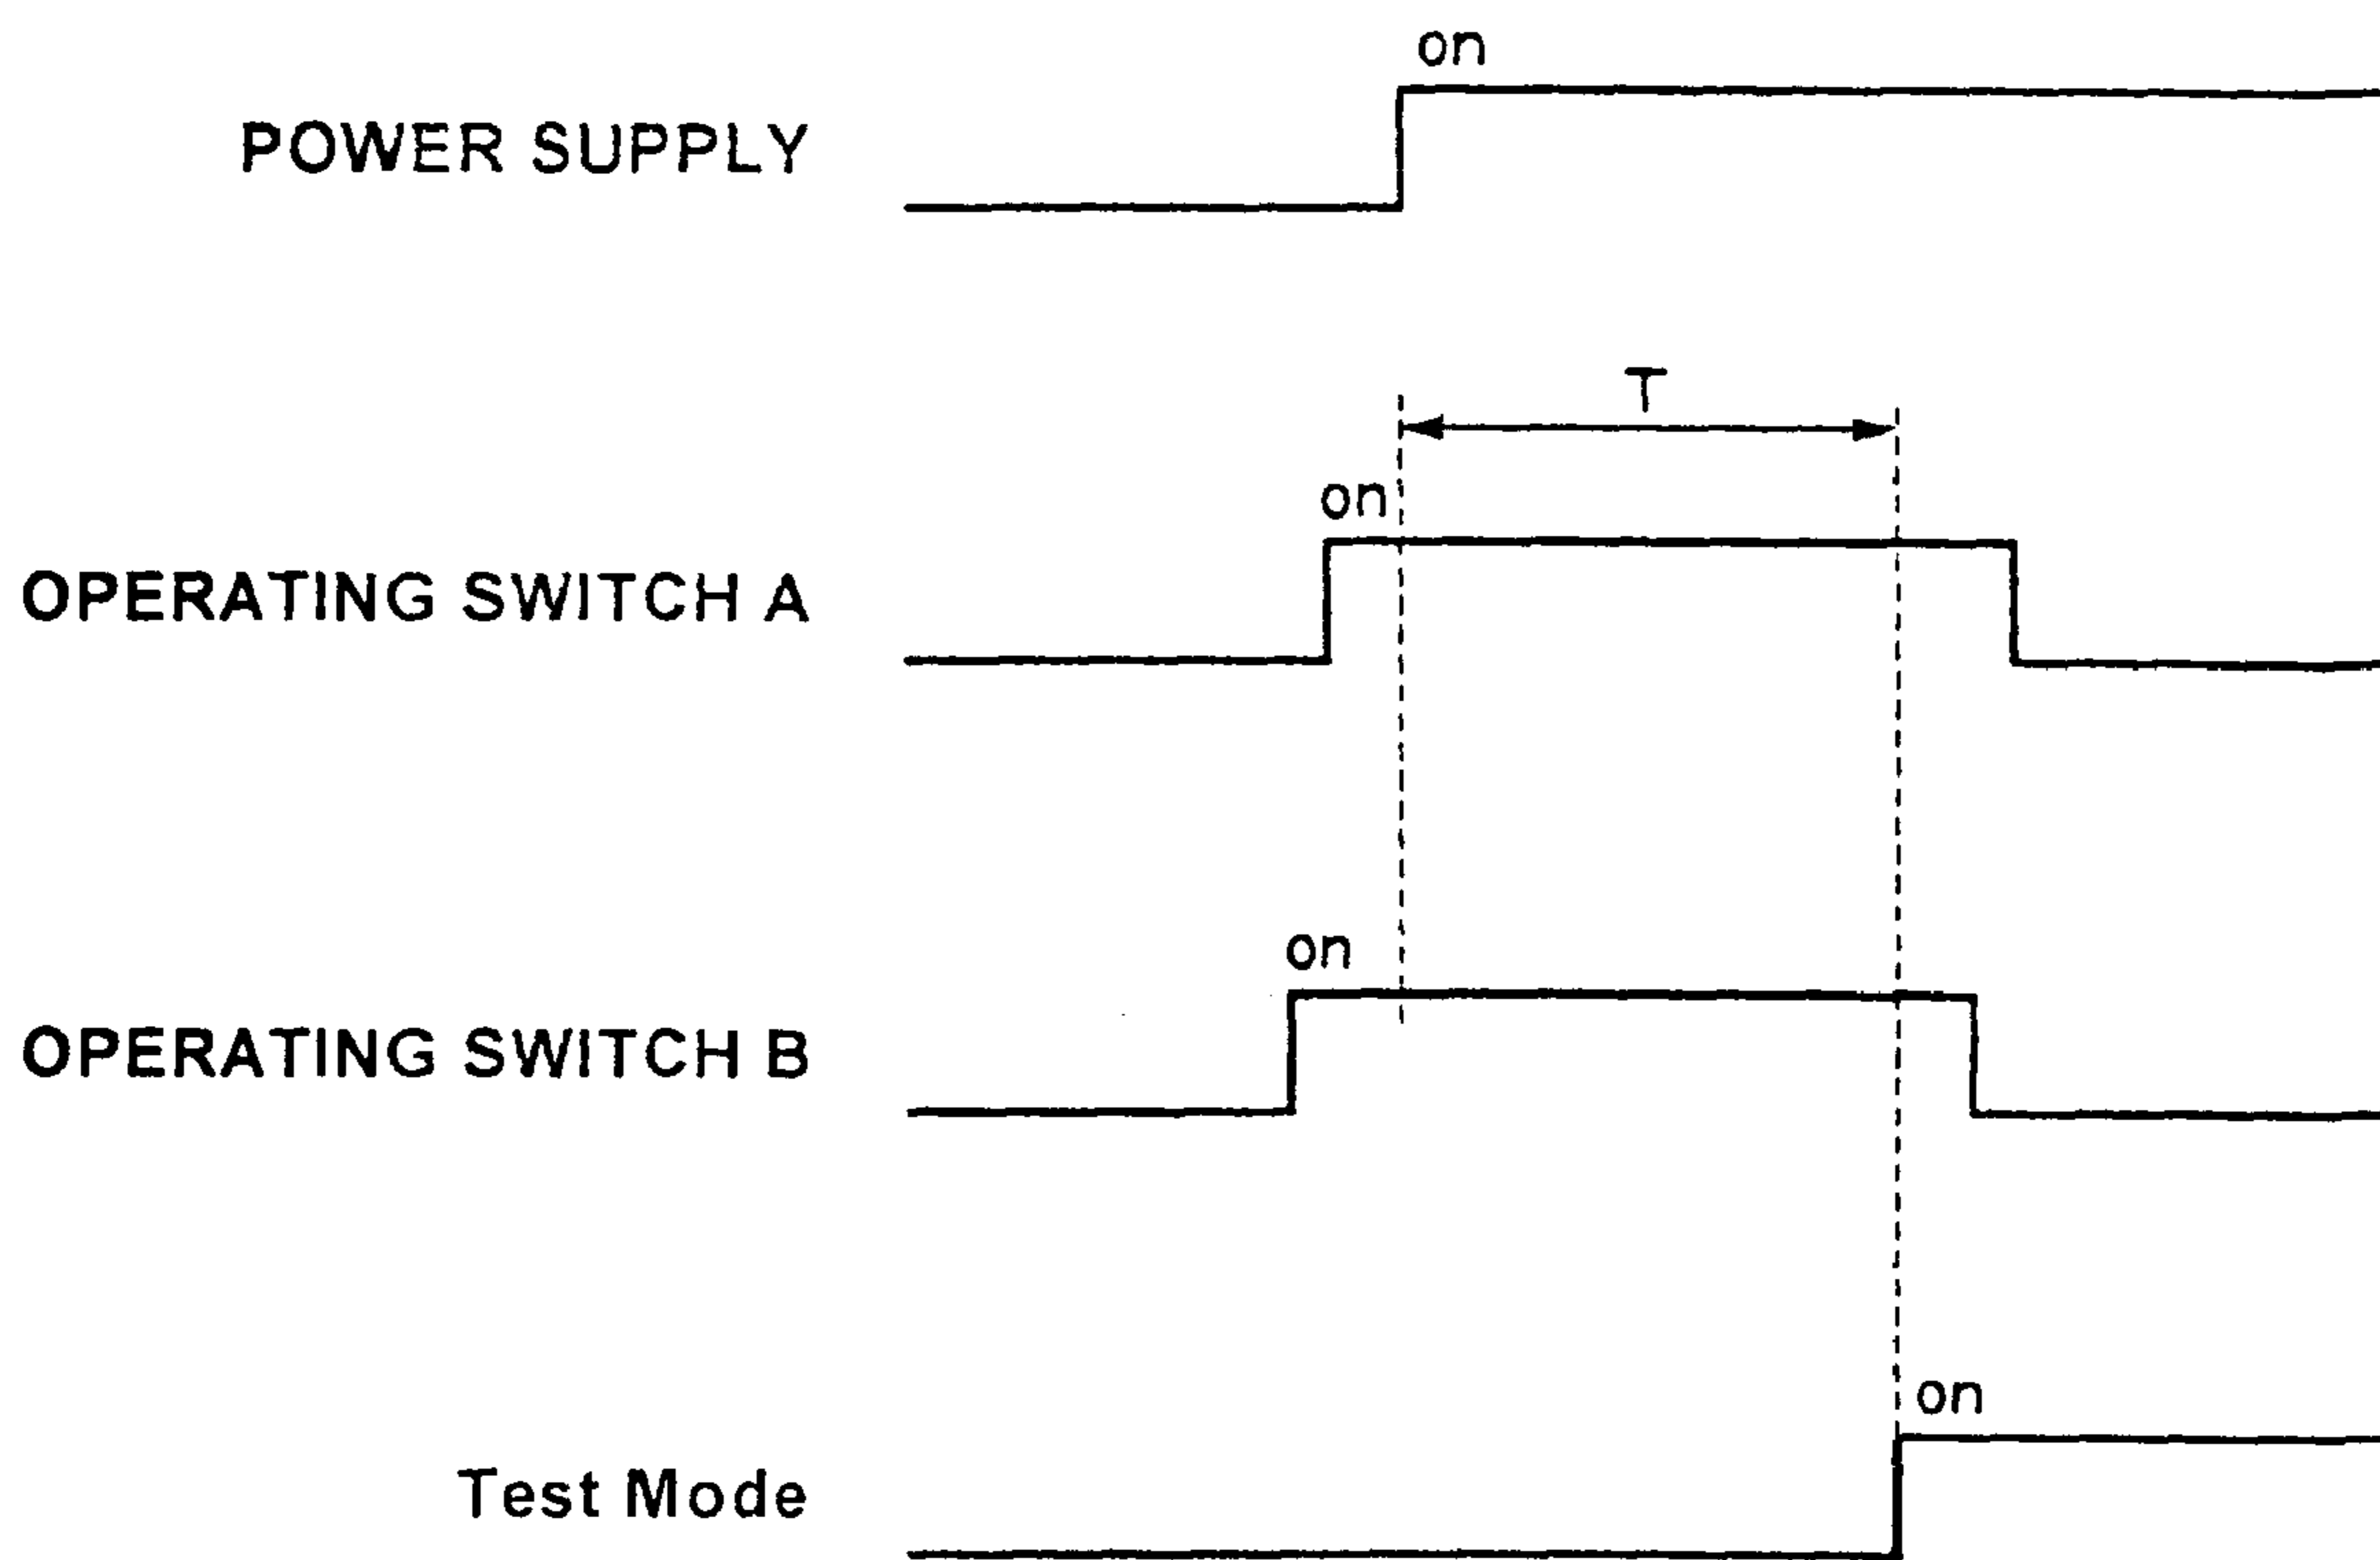 on
POWER SUPPLY
T
on
OPERATING SWITCH A
on
OPERATING SWITCH B
on
Test Mode